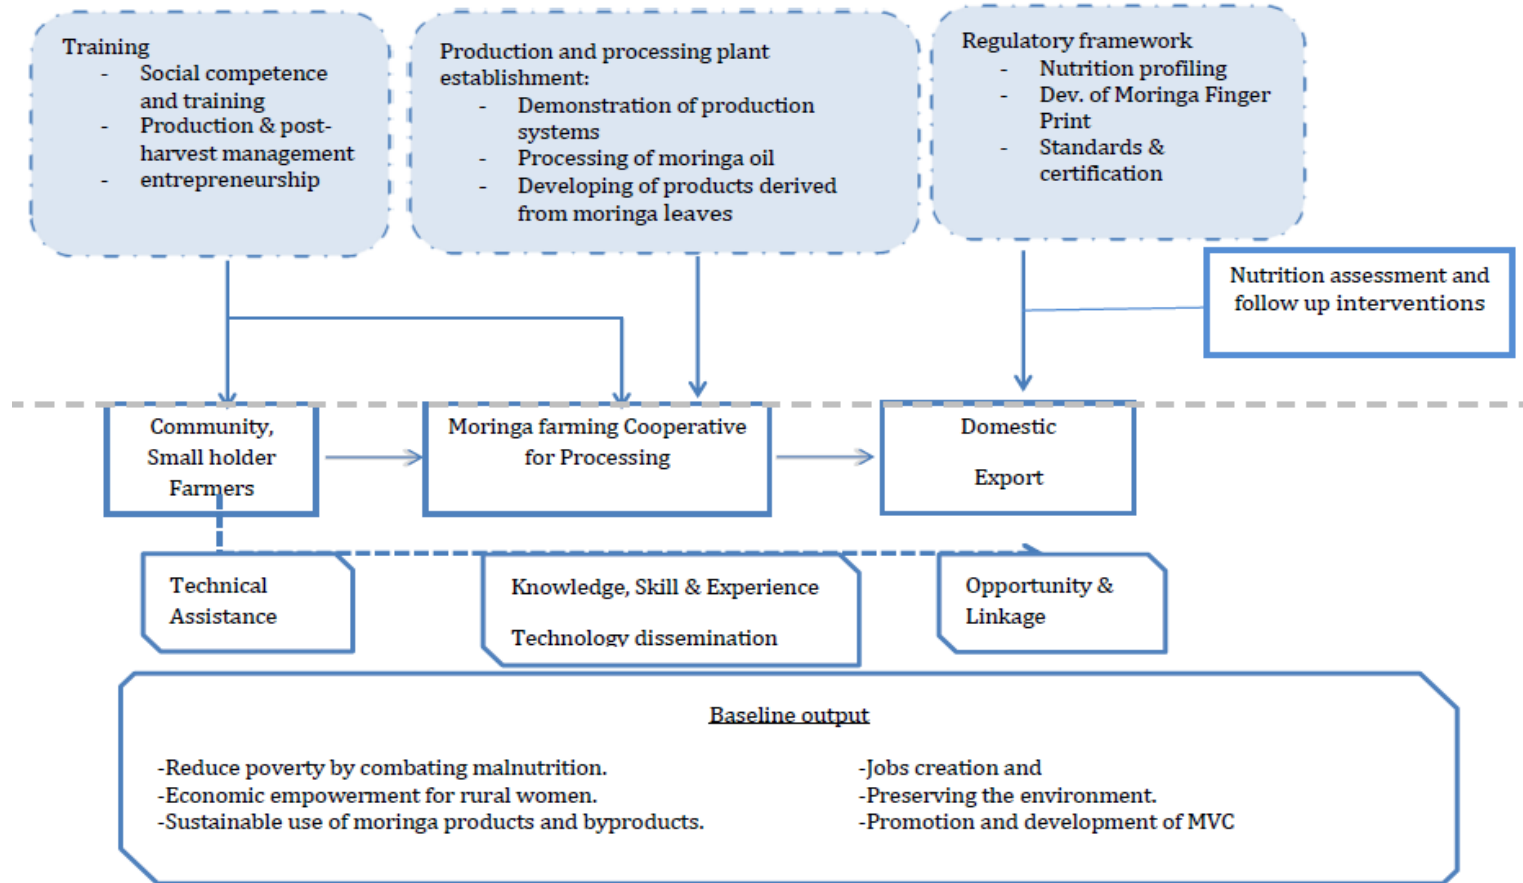 Training
- Social competence
and training
- Production & post-
harvest management
- entrepreneurship
Production and processing plant
establishment:
- Demonstration of production
systems
- Processing of moringa oil
- Developing of products derived
from moringa leaves
Regulatory framework
- Nutrition profiling
- Dev. of Moringa Finger
Print
- Standards &
certification
Nutrition assessment and
follow up interventions
Community,
Small holder
Farmers
Moringa farming Cooperative
for Processing
Domestic
Export
Technical
Assistance
Knowledge, Skill & Experience
Technology dissemination
Opportunity &
Linkage
Baseline output
-Reduce poverty by combating malnutrition.
-Economic empowerment for rural women.
-Sustainable use of moringa products and byproducts.
-Jobs creation and
-Preserving the environment.
-Promotion and development of MVC